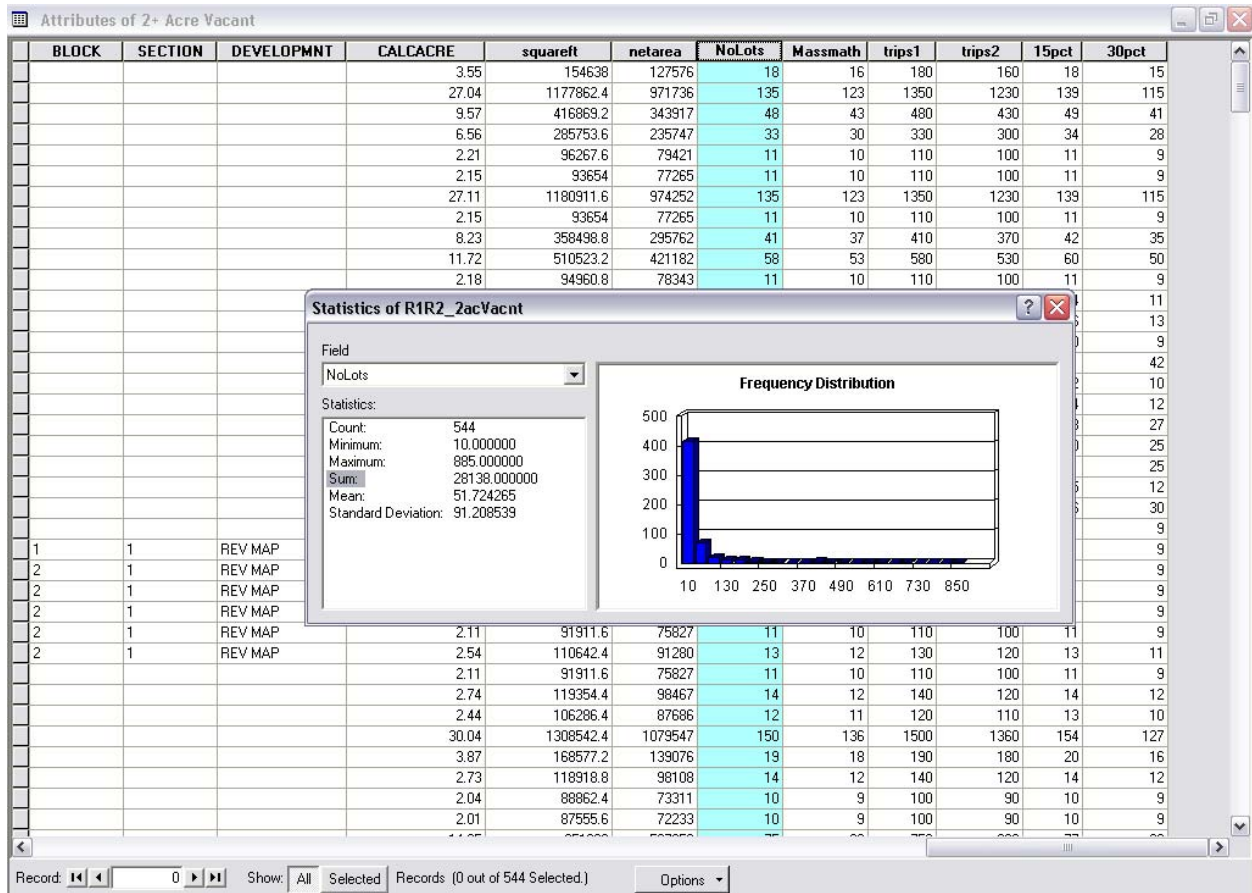 Attributes of 2+ Acre Vacant
BLOCK SECTION DEVELOPMNT CALCACRE squareft netarea NoLots Massmath trips1 trips2 15pct 30pct
3.55 154638 127576 18 16 180 160 18 15
27.04 1177862.4 971736 135 123 1350 1230 139 115
9.57 416869.2 343917 48 43 480 430 49 41
6.56 285753.6 235747 33 30 330 300 34 28
2.21 96267.6 79421 11 10 110 100 11 9
2.15 93654 77265 11 10 110 100 11 9
27.11 1180911.6 974252 135 123 1350 1230 139 115
2.15 93654 77265 11 10 110 100 11 9
8.23 358498.8 295762 41 37 410 370 42 35
11.72 510523.2 421182 58 53 580 530 60 50
2.18 94960.8 78343 11 10 110 100 11 9
11
13
9
42
10
12
27
25
25
12
30
9
1 1 REV MAP 9
2 1 REV MAP 9
2 1 REV MAP 9
2 1 REV MAP 9
2 1 REV MAP 2.11 91911.6 75827 11 10 110 100 11 9
2 1 REV MAP 2.54 110642.4 91280 13 12 130 120 13 11
2.11 91911.6 75827 11 10 110 100 11 9
2.74 119354.4 98467 14 12 140 120 14 12
2.44 106286.4 87686 12 11 120 110 13 10
30.04 1308542.4 1079547 150 136 1500 1360 154 127
3.87 168577.2 139076 19 18 190 180 20 16
2.73 118918.8 98108 14 12 140 120 14 12
2.04 88862.4 73311 10 9 100 90 10 9
2.01 87555.6 72233 10 9 100 90 10 9
Statistics of R1R2_2acVacnt
Field
NoLots
Statistics:
Count: 544
Minimum: 10.000000
Maximum: 885.000000
Sum: 28138.000000
Mean: 51.724265
Standard Deviation: 91.208539
Frequency Distribution
500
400
300
200
100
0
10 130 250 370 490 610 730 850
Record: 0 Show: All Selected Records (0 out of 544 Selected.) Options